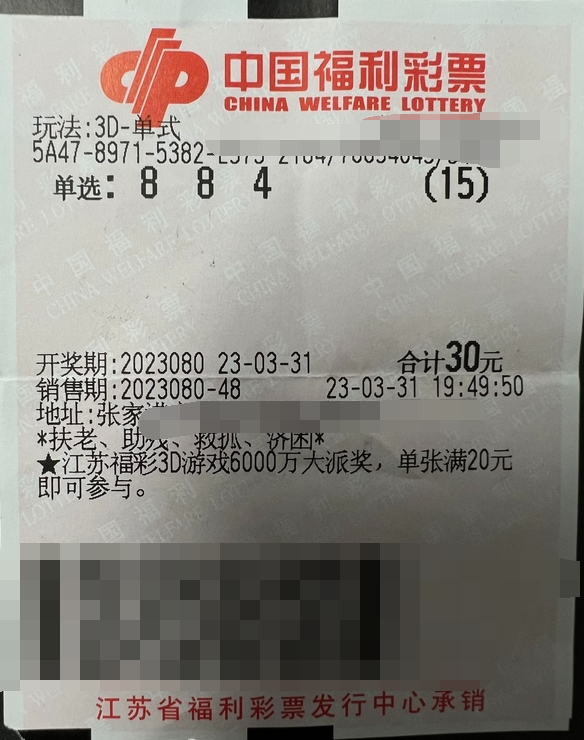 中国福利彩票
CHINA WELFARE LOTTERY
玩法:3D-单式
5A47-8971-5382-
单选: 8 8 4 (15)
开奖期:2023080 23-03-31 合计30元
销售期:2023080-48 23-03-31 19:49:50
地址:张家
*扶老、助残、救孤、济困*
★江苏福彩3D游戏6000万大派奖，单张满20元
即可参与。
江苏省福利彩票发行中心承销